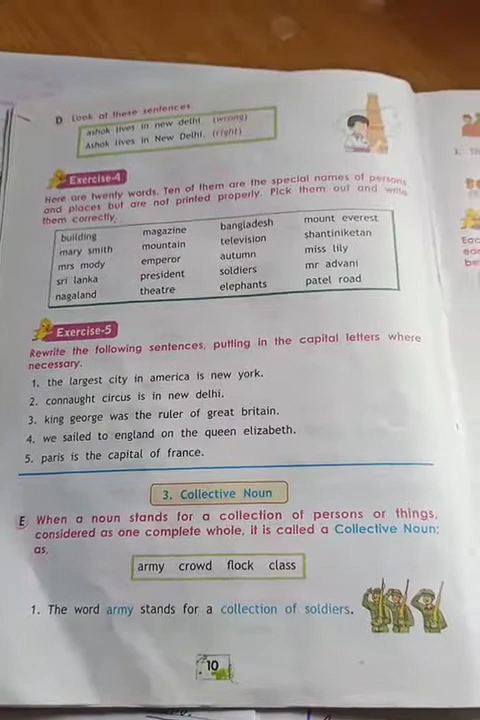 D Look at these sentences.
ashok lives in new delhi. (wrong)
Ashok lives in New Delhi. (right)
Exercise-4
Here are twenty words. Ten of them are the special names of persons
and places but are not printed properly. Pick them out and write
them correctly.
building magazine bangladesh mount everest
mary smith mountain television shantiniketan
mrs mody emperor autumn miss lily
sri lanka president soldiers mr advani
nagaland theatre elephants patel road
Exercise-5
Rewrite the following sentences, putting in the capital letters where
necessary.
1. the largest city in america is new york.
2. connaught circus is in new delhi.
3. king george was the ruler of great britain.
4. we sailed to england on the queen elizabeth.
5. paris is the capital of france.
3. Collective Noun
E When a noun stands for a collection of persons or things,
considered as one complete whole, it is called a Collective Noun;
as,
army crowd flock class
1. The word army stands for a collection of soldiers.
10